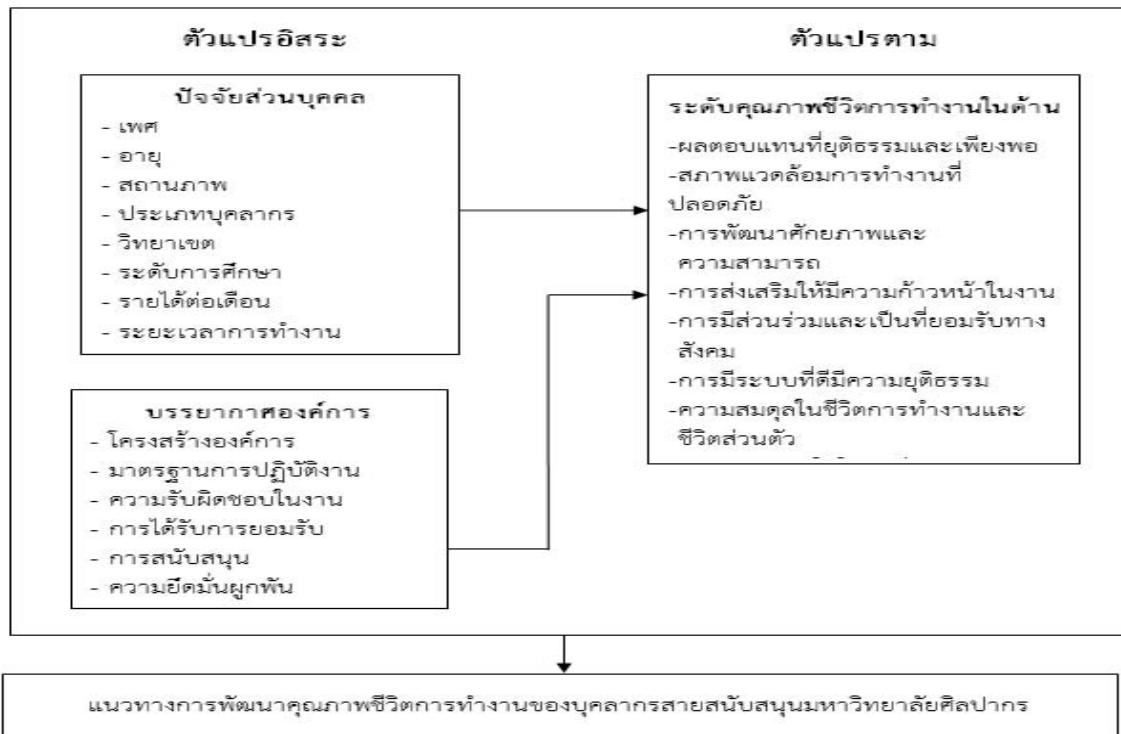 ตัวแปรอิสระ
ปัจจัยส่วนบุคคล
- เพศ
- อายุ
- สถานภาพ
- ประเภทบุคลากร
- วิทยาเขต
- ระดับการศึกษา
- รายได้ต่อเดือน
- ระยะเวลาการทำงาน
บรรยากาศองค์การ
- โครงสร้างองค์การ
- มาตรฐานการปฏิบัติงาน
- ความรับผิดชอบในงาน
- การได้รับการยอมรับ
- การสนับสนุน
- ความยึดมั่นผูกพัน
ตัวแปรตาม
ระดับคุณภาพชีวิตการทำงานในด้าน
-ผลตอบแทนที่ยุติธรรมและเพียงพอ
-สภาพแวดล้อมการทำงานที่
ปลอดภัย
-การพัฒนาศักยภาพและ
ความสามารถ
-การส่งเสริมให้มีความก้าวหน้าในงาน
-การมีส่วนร่วมและเป็นที่ยอมรับทาง
สังคม
-การมีระบบที่ดีมีความยุติธรรม
-ความสมดุลในชีวิตการทำงานและ
ชีวิตส่วนตัว
แนวทางการพัฒนาคุณภาพชีวิตการทำงานของบุคลากรสายสนับสนุนมหาวิทยาลัยศิลปากร